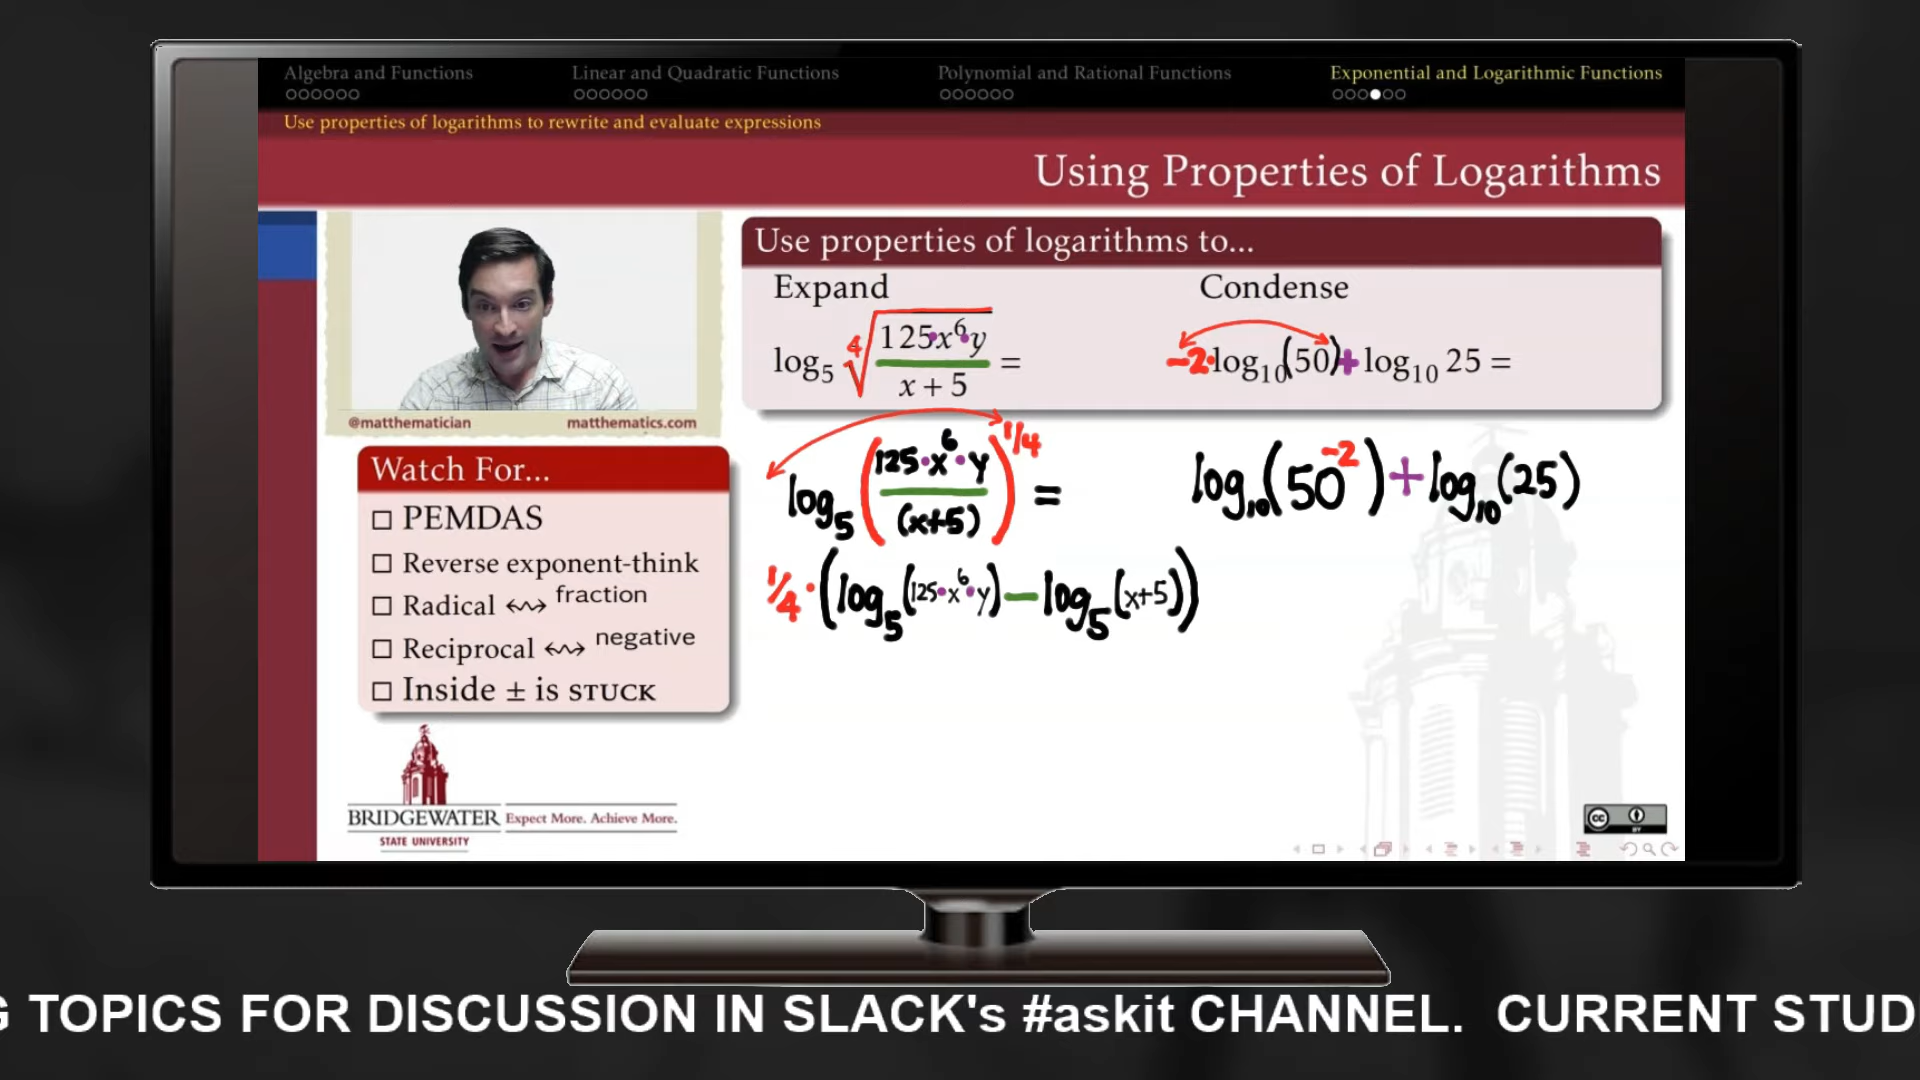 Algebra and Functions
Linear and Quadratic Functions
Polynomial and Rational Functions
Exponential and Logarithmic Functions
Use properties of logarithms to rewrite and evaluate expressions
Using Properties of Logarithms
@matthematician matthematics.com
Use properties of logarithms to...
Expand
log₅ ⁴√((125·x⁶·y)/(x + 5)) =
Condense
-2·log₁₀(50) + log₁₀ 25 =
log₅((125·x⁶·y)/(x+5))^(1/4) =
1/4·(log₅(125·x⁶·y) − log₅(x+5))
log₁₀(50⁻²) + log₁₀(25)
Watch For...
□ PEMDAS
□ Reverse exponent-think
□ Radical ↭ fraction
□ Reciprocal ↭ negative
□ Inside ± is STUCK
BRIDGEWATER
STATE UNIVERSITY
Expect More. Achieve More.
cc
BY
G TOPICS FOR DISCUSSION IN SLACK's #askit CHANNEL. CURRENT STUD